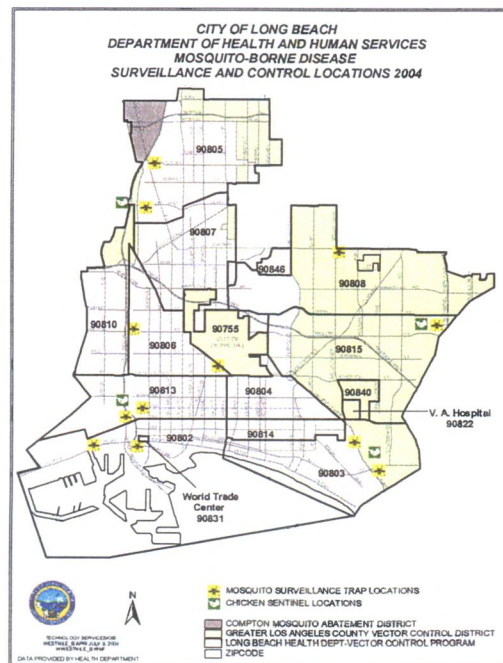 CITY OF LONG BEACH
DEPARTMENT OF HEALTH AND HUMAN SERVICES
MOSQUITO-BORNE DISEASE
SURVEILLANCE AND CONTROL LOCATIONS 2004
90805
90807
90846
90808
90810
90755
90806
90815
90813
90804
90840
V. A. Hospital
90822
90802
90814
90803
World Trade
Center
90831
N
MOSQUITO SURVEILLANCE TRAP LOCATIONS
CHICKEN SENTINEL LOCATIONS
COMPTON MOSQUITO ABATEMENT DISTRICT
GREATER LOS ANGELES COUNTY VECTOR CONTROL DISTRICT
LONG BEACH HEALTH DEPT-VECTOR CONTROL PROGRAM
ZIPCODE
DATA PROVIDED BY HEALTH DEPARTMENT